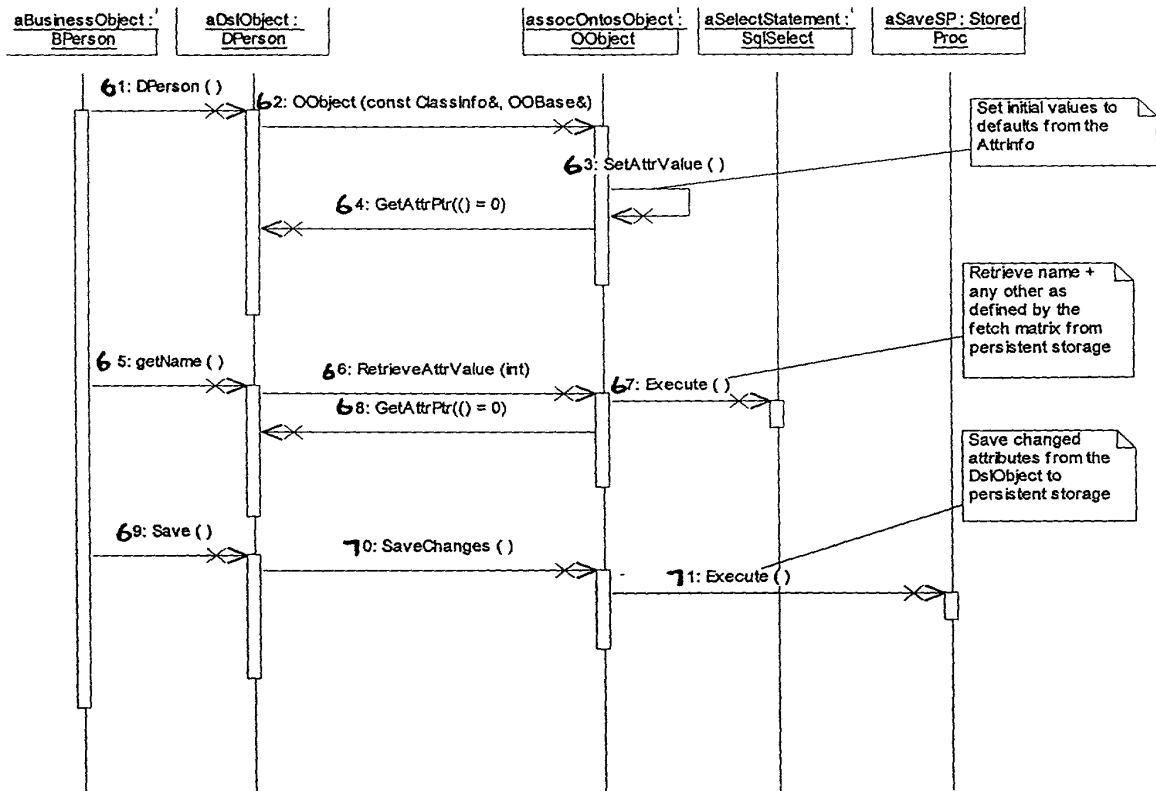 aBusinessObject :
BPerson
aDslObject :
DPerson
assocOntosObject :
OObject
aSelectStatement :
SqlSelect
aSaveSP : Stored
Proc
61: DPerson ( )
62: OObject (const ClassInfo&, OOBase&)
Set initial values to
defaults from the
AttrInfo
63: SetAttrValue ( )
64: GetAttrPtr(() = 0)
Retrieve name +
any other as
defined by the
fetch matrix from
persistent storage
65: getName ( )
66: RetrieveAttrValue (int)
67: Execute ( )
68: GetAttrPtr(() = 0)
Save changed
attributes from the
DslObject to
persistent storage
69: Save ( )
70: SaveChanges ( )
71: Execute ( )